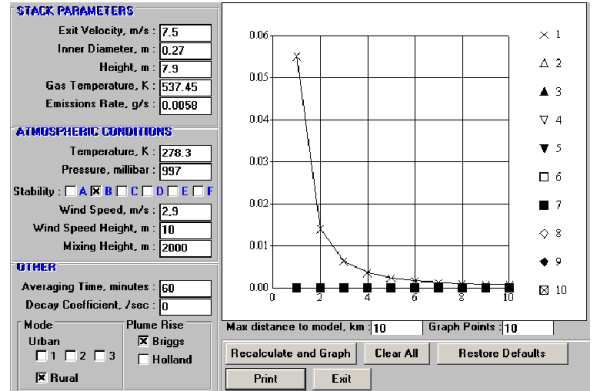 STACK PARAMETERS
Exit Velocity, m/s : 7.5
Inner Diameter, m : 0.27
Height, m : 7.9
Gas Temperature, K : 537.45
Emissions Rate, g/s : 0.0058
ATMOSPHERIC CONDITIONS
Temperature, K : 278.3
Pressure, millibar : 997
Stability : A B C D E F
Wind Speed, m/s : 2,9
Wind Speed Height, m : 10
Mixing Height, m : 2000
OTHER
Averaging Time, minutes : 60
Decay Coefficient, /sec : 0
Mode
Urban
1 2 3
Rural
Plume Rise
Briggs
Holland
0.06
0.05
0.04
0.03
0.02
0.01
0.00
0 2 4 6 8 10
1
2
3
4
5
6
7
8
9
10
Max distance to model, km : 10 Graph Points : 10
Recalculate and Graph Clear All Restore Defaults
Print Exit